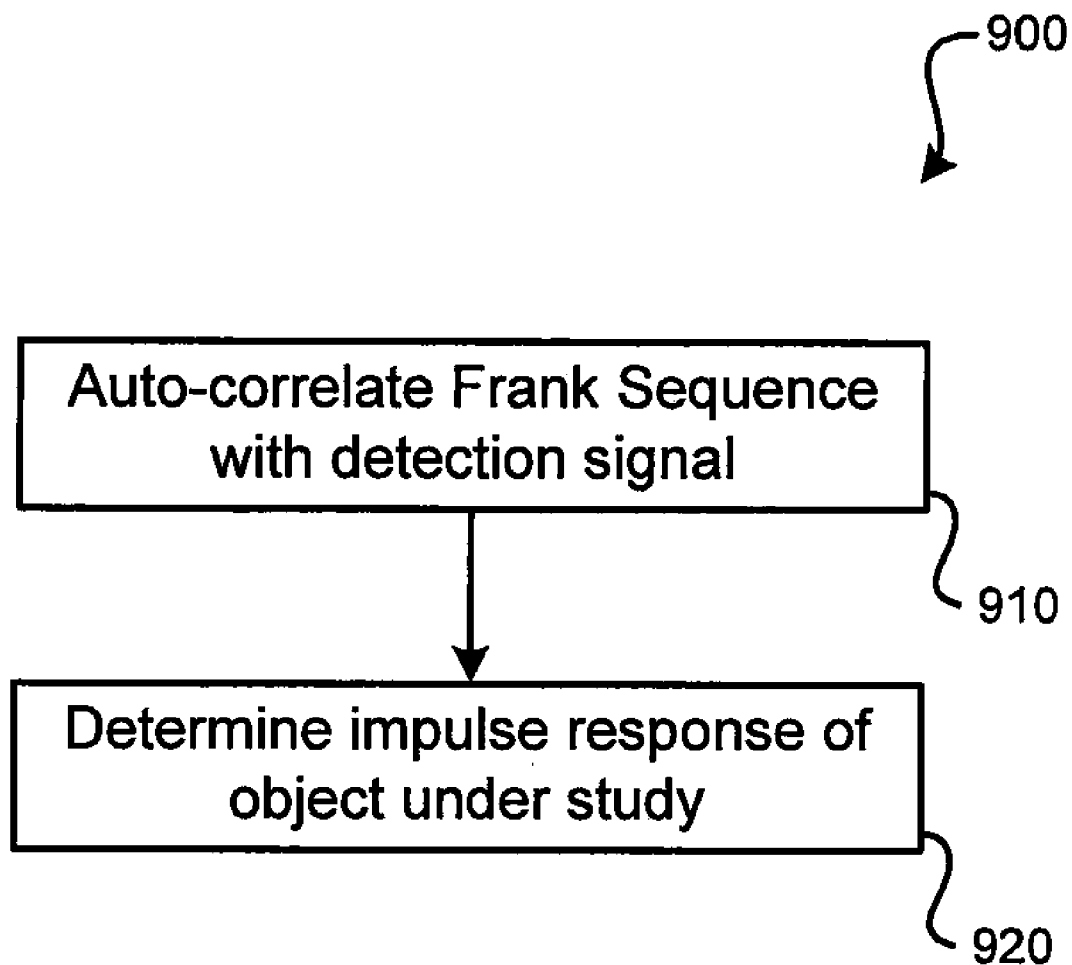 900
Auto-correlate Frank Sequence
with detection signal
910
Determine impulse response of
object under study
920